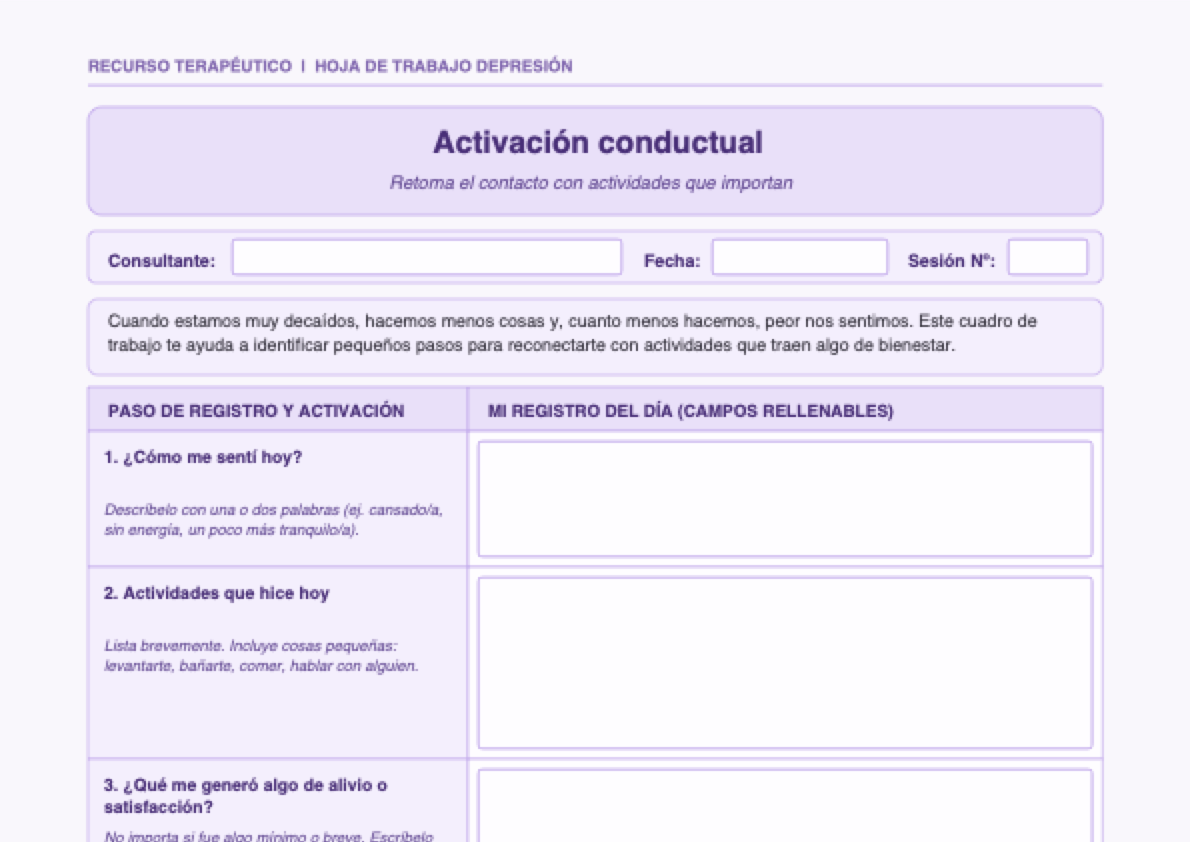 RECURSO TERAPÉUTICO | HOJA DE TRABAJO DEPRESIÓN
Activación conductual
Retoma el contacto con actividades que importan
Consultante: Fecha: Sesión Nº:
Cuando estamos muy decaídos, hacemos menos cosas y, cuanto menos hacemos, peor nos sentimos. Este cuadro de
trabajo te ayuda a identificar pequeños pasos para reconectarte con actividades que traen algo de bienestar.
PASO DE REGISTRO Y ACTIVACIÓN MI REGISTRO DEL DÍA (CAMPOS RELLENABLES)
1. ¿Cómo me sentí hoy?
Descríbelo con una o dos palabras (ej. cansado/a,
sin energía, un poco más tranquilo/a).
2. Actividades que hice hoy
Lista brevemente. Incluye cosas pequeñas:
levantarte, bañarte, comer, hablar con alguien.
3. ¿Qué me generó algo de alivio o
satisfacción?
No importa si fue algo mínimo o breve. Escríbelo